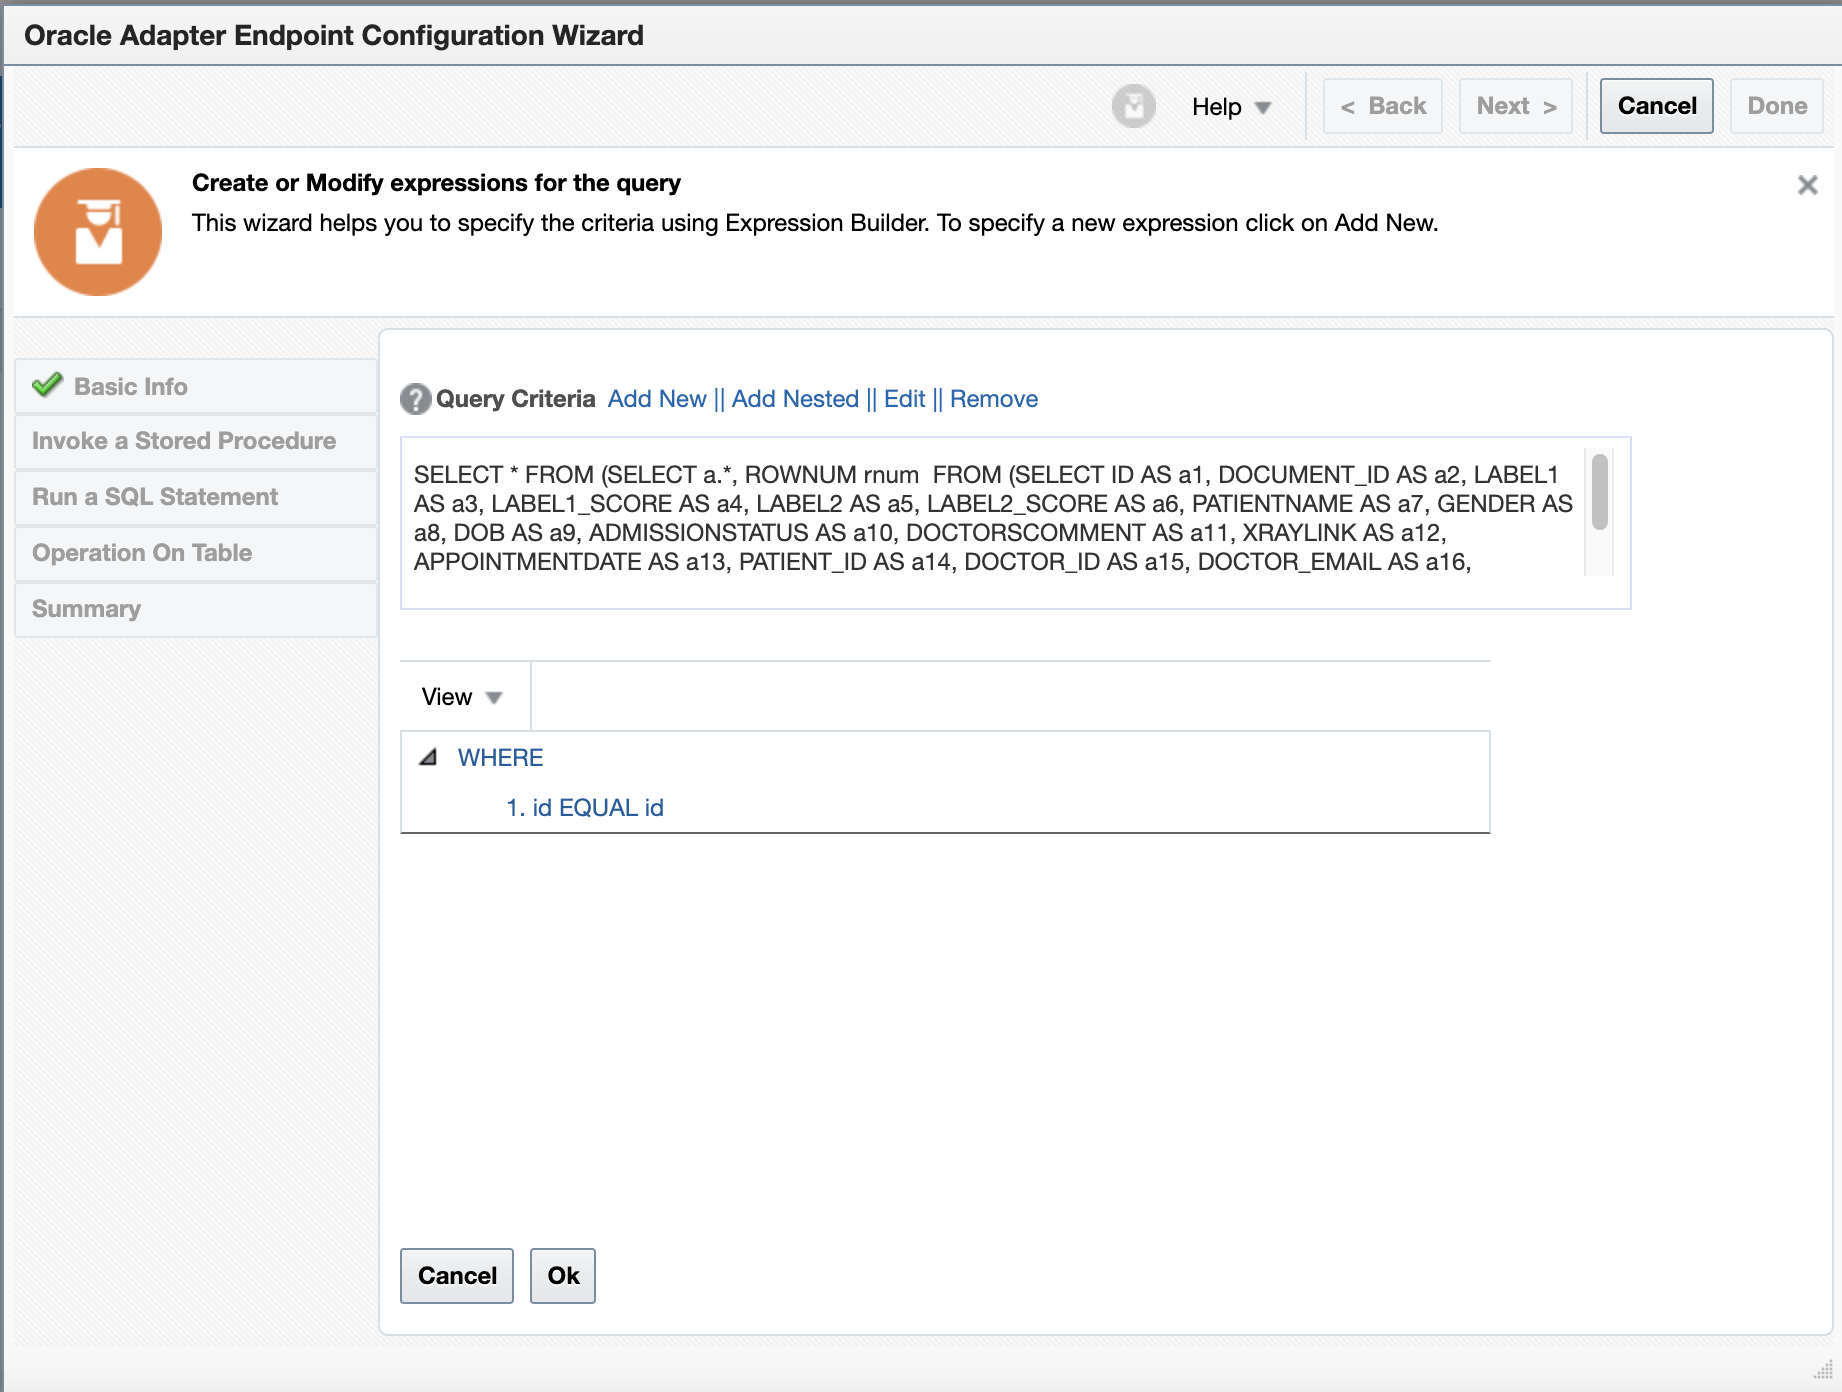 Oracle Adapter Endpoint Configuration Wizard
Help
< Back
Next >
Cancel
Done
Create or Modify expressions for the query
This wizard helps you to specify the criteria using Expression Builder. To specify a new expression click on Add New.
Basic Info
Invoke a Stored Procedure
Run a SQL Statement
Operation On Table
Summary
? Query Criteria Add New || Add Nested || Edit || Remove
SELECT * FROM (SELECT a.*, ROWNUM rnum  FROM (SELECT ID AS a1, DOCUMENT_ID AS a2, LABEL1
AS a3, LABEL1_SCORE AS a4, LABEL2 AS a5, LABEL2_SCORE AS a6, PATIENTNAME AS a7, GENDER AS
a8, DOB AS a9, ADMISSIONSTATUS AS a10, DOCTORSCOMMENT AS a11, XRAYLINK AS a12,
APPOINTMENTDATE AS a13, PATIENT_ID AS a14, DOCTOR_ID AS a15, DOCTOR_EMAIL AS a16,
View
WHERE
1. id EQUAL id
Cancel
Ok